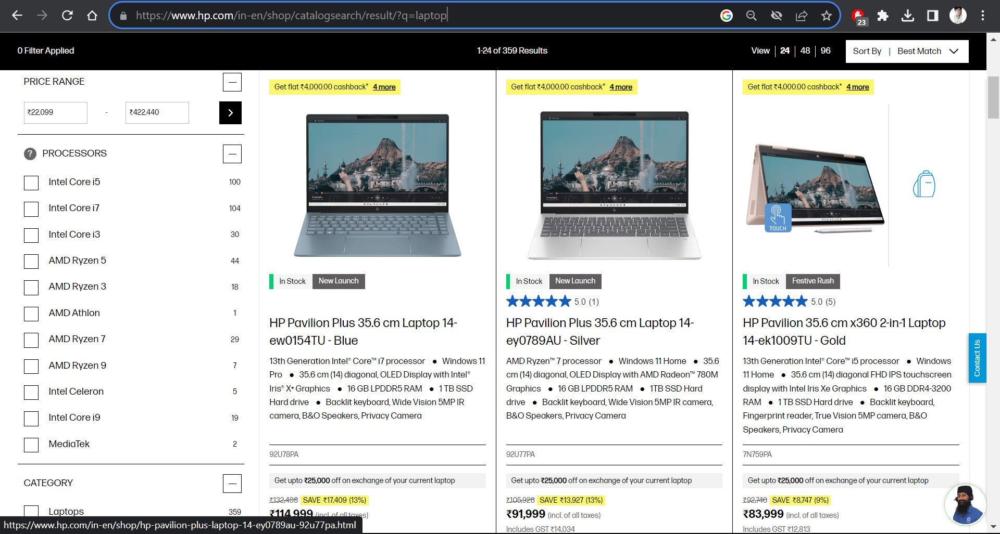 https://www.hp.com/in-en/shop/catalogsearch/result/?q=laptop
23
0 Filter Applied
1-24 of 359 Results
View | 24 | 48 | 96
Sort By | Best Match
PRICE RANGE
₹22,099 - ₹422,440
? PROCESSORS
Intel Core i5 100
Intel Core i7 104
Intel Core i3 30
AMD Ryzen 5 44
AMD Ryzen 3 18
AMD Athlon 1
AMD Ryzen 7 29
AMD Ryzen 9 7
Intel Celeron 5
Intel Core i9 19
MediaTek 2
CATEGORY
Laptops 359
Get flat ₹4,000.00 cashback* 4 more
In Stock New Launch
HP Pavilion Plus 35.6 cm Laptop 14-
ew0154TU - Blue
13th Generation Intel® Core™ i7 processor ● Windows 11
Pro ● 35.6 cm (14) diagonal, OLED Display with Intel®
Iris® Xᵉ Graphics ● 16 GB LPDDR5 RAM ● 1 TB SSD
Hard drive ● Backlit keyboard, Wide Vision 5MP IR
camera, B&O Speakers, Privacy Camera
92U78PA
Get upto ₹25,000 off on exchange of your current laptop
₹132,408 SAVE ₹17,409 (13%)
₹114,999 (incl. of all taxes)
Get flat ₹4,000.00 cashback* 4 more
In Stock New Launch
5.0 (1)
HP Pavilion Plus 35.6 cm Laptop 14-
ey0789AU - Silver
AMD Ryzen™ 7 processor ● Windows 11 Home ● 35.6
cm (14) diagonal, OLED Display with AMD Radeon™ 780M
Graphics ● 16 GB LPDDR5 RAM ● 1TB SSD Hard
drive ● Backlit keyboard, Wide Vision 5MP IR camera,
B&O Speakers, Privacy Camera
92U77PA
Get upto ₹25,000 off on exchange of your current laptop
₹105,926 SAVE ₹13,927 (13%)
₹91,999 (incl. of all taxes)
Includes GST ₹14,034
Get flat ₹4,000.00 cashback* 4 more
TOUCH
In Stock Festive Rush
5.0 (5)
HP Pavilion 35.6 cm x360 2-in-1 Laptop
14-ek1009TU - Gold
13th Generation Intel® Core™ i5 processor ● Windows
11 Home ● 35.6 cm (14) diagonal FHD IPS touchscreen
display with Intel Iris Xe Graphics ● 16 GB DDR4-3200
RAM ● 1 TB SSD Hard drive ● Backlit keyboard,
Fingerprint reader, True Vision 5MP camera, B&O
Speakers, Privacy Camera
7N759PA
Get upto ₹25,000 off on exchange of your current laptop
₹92,740 SAVE ₹8,747 (9%)
₹83,999 (incl. of all taxes)
Includes GST ₹12,813
Contact Us
https://www.hp.com/in-en/shop/hp-pavilion-plus-laptop-14-ey0789au-92u77pa.html